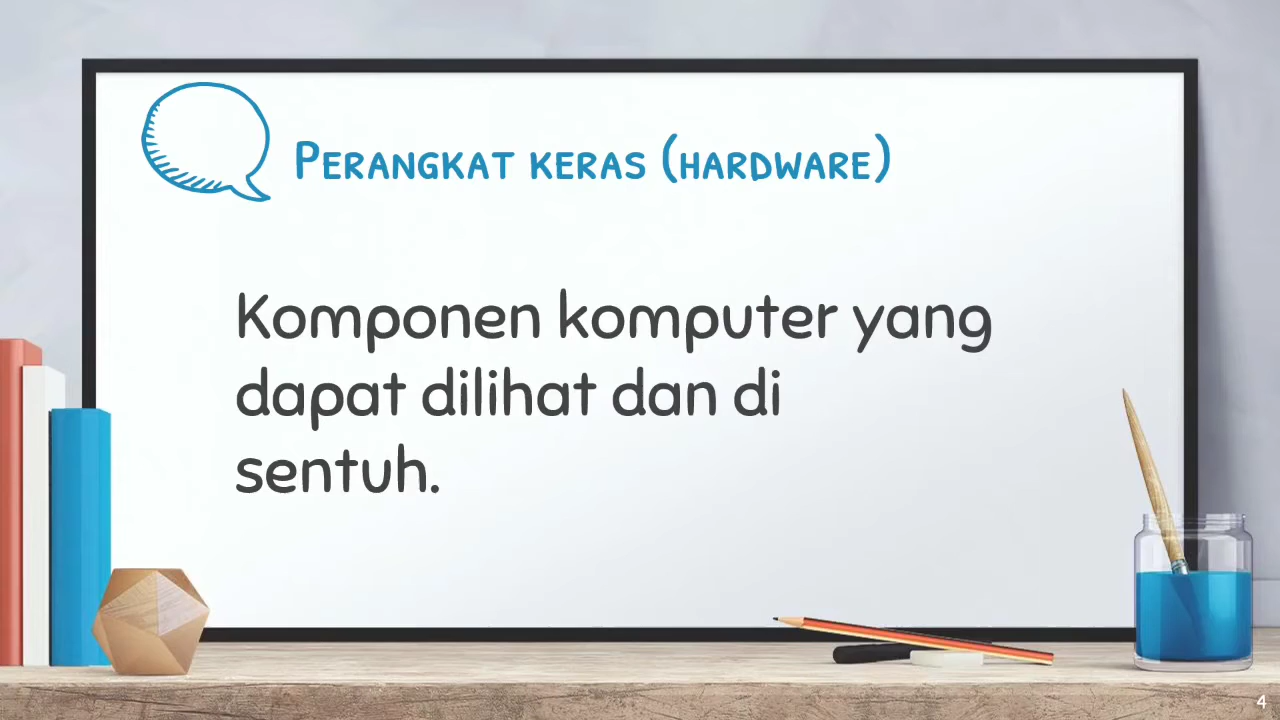 Perangkat keras (hardware)
Komponen komputer yang
dapat dilihat dan di
sentuh.
4